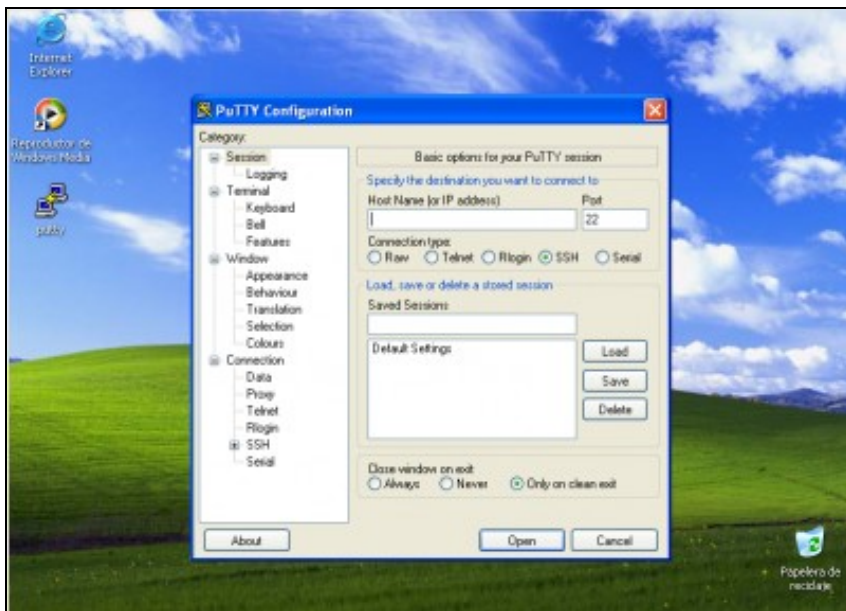 Internet
Explorer
Reproductor de
Windows Media
putty
PuTTY Configuration
Category:
Session
Logging
Terminal
Keyboard
Bell
Features
Window
Appearance
Behaviour
Translation
Selection
Colours
Connection
Data
Proxy
Telnet
Rlogin
SSH
Serial
Basic options for your PuTTY session
Specify the destination you want to connect to
Host Name (or IP address) Port
22
Connection type:
Raw Telnet Rlogin SSH Serial
Load, save or delete a stored session
Saved Sessions
Default Settings
Load
Save
Delete
Close window on exit
Always Never Only on clean exit
About Open Cancel
Papelera de
reciclaje